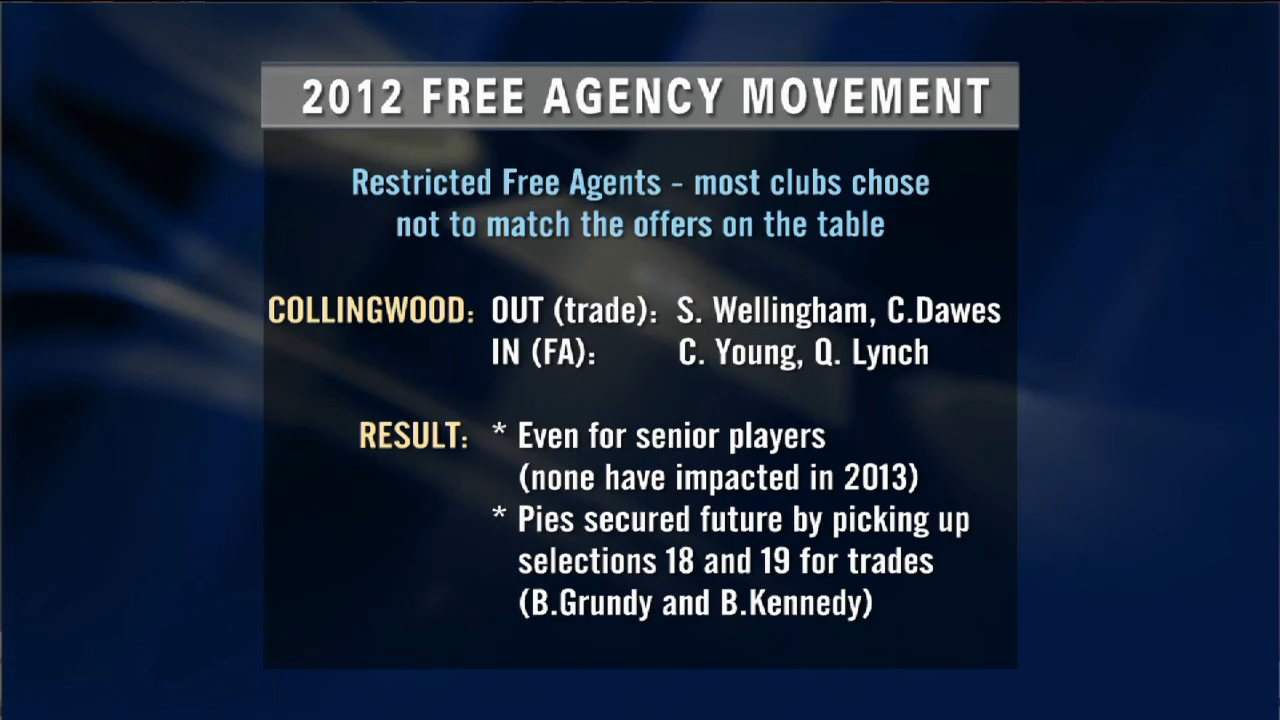 2012 FREE AGENCY MOVEMENT
Restricted Free Agents - most clubs chose
not to match the offers on the table
COLLINGWOOD: OUT (trade): S. Wellingham, C.Dawes
IN (FA): C. Young, Q. Lynch
RESULT: * Even for senior players
(none have impacted in 2013)
* Pies secured future by picking up
selections 18 and 19 for trades
(B.Grundy and B.Kennedy)